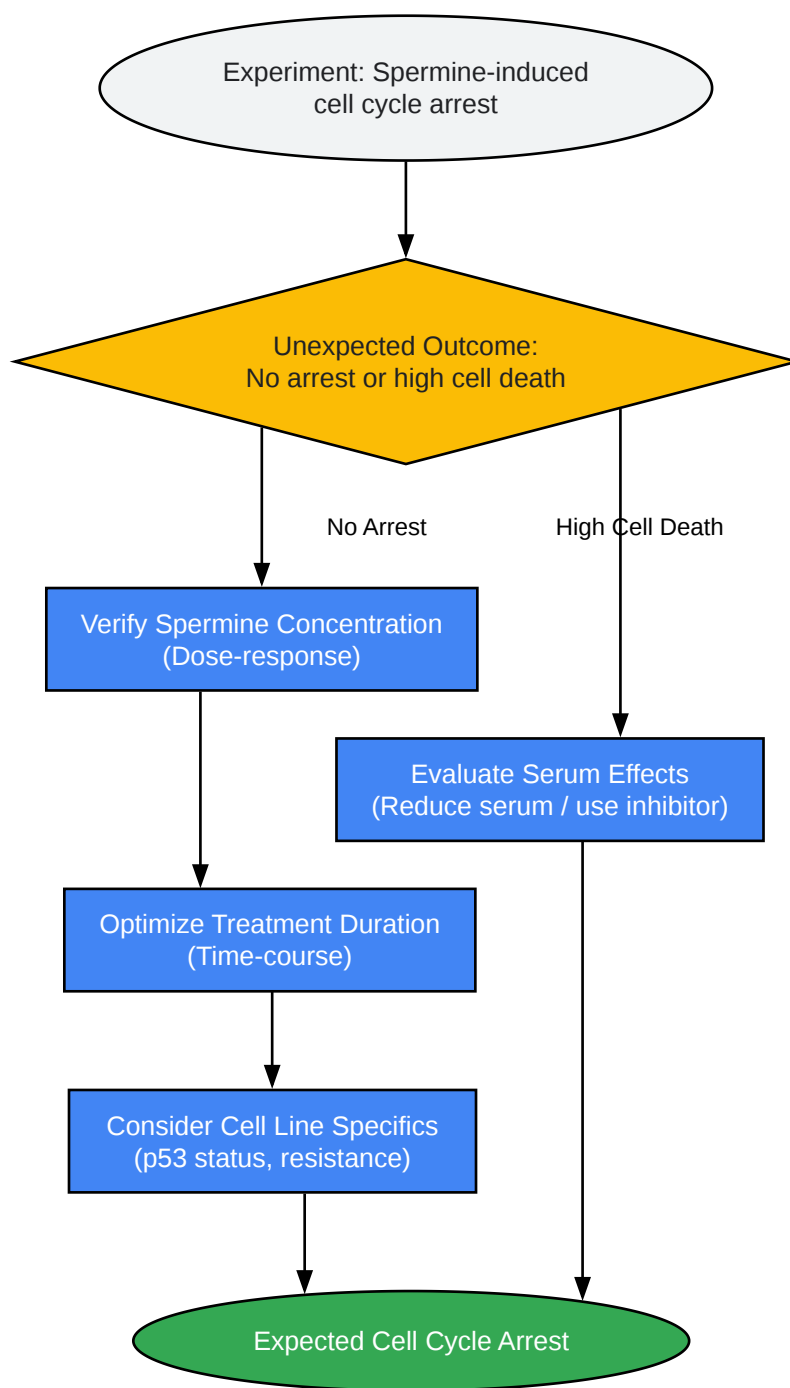 Experiment: Spermine-induced
cell cycle arrest
Unexpected Outcome:
No arrest or high cell death
No Arrest
High Cell Death
Verify Spermine Concentration
(Dose-response)
Evaluate Serum Effects
(Reduce serum / use inhibitor)
Optimize Treatment Duration
(Time-course)
Consider Cell Line Specifics
(p53 status, resistance)
Expected Cell Cycle Arrest